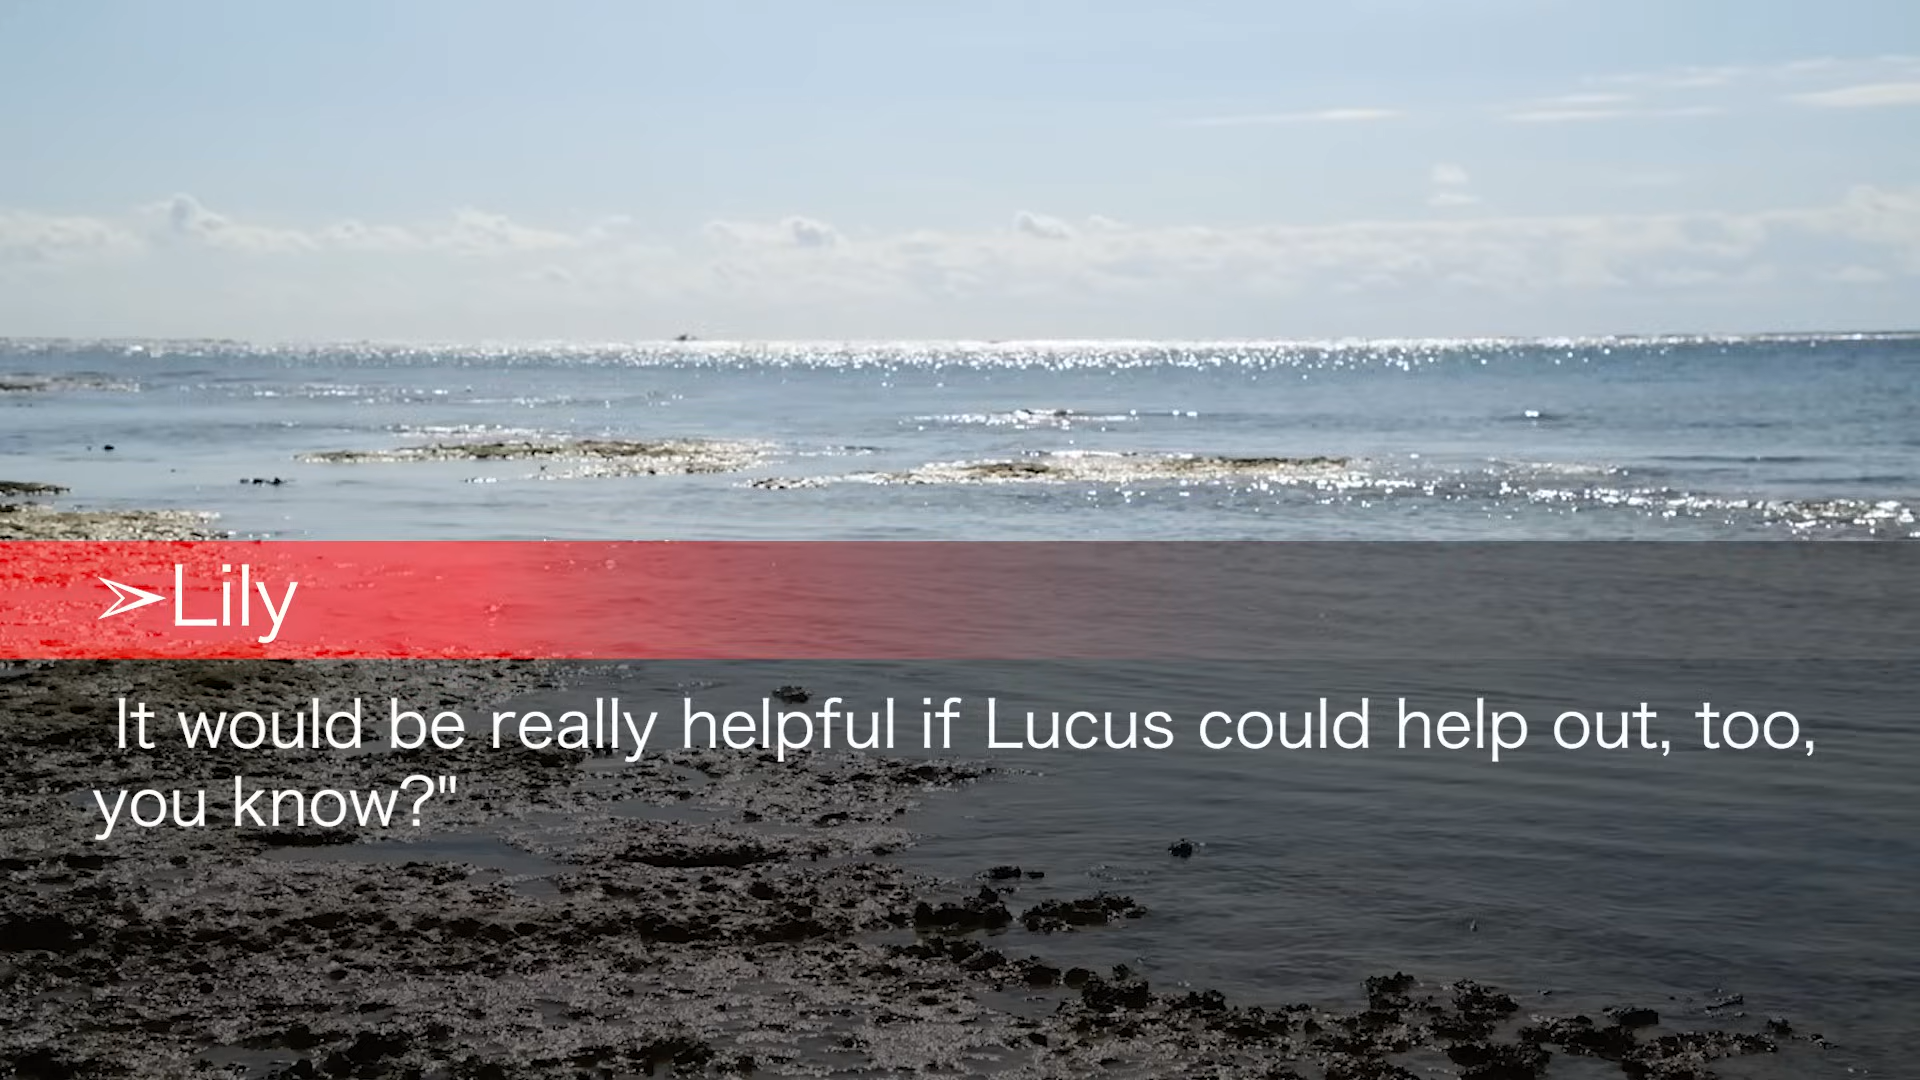 ➢Lily
It would be really helpful if Lucus could help out, too,
you know?"